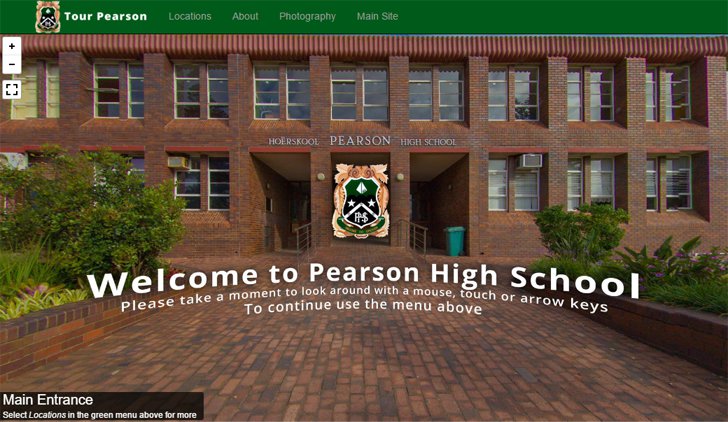 Tour Pearson Locations About Photography Main Site
+
−
HOËRSKOOL PEARSON HIGH SCHOOL
PHS
Welcome to Pearson High School
Please take a moment to look around with a mouse, touch or arrow keys
To continue use the menu above
Main Entrance
Select Locations in the green menu above for more